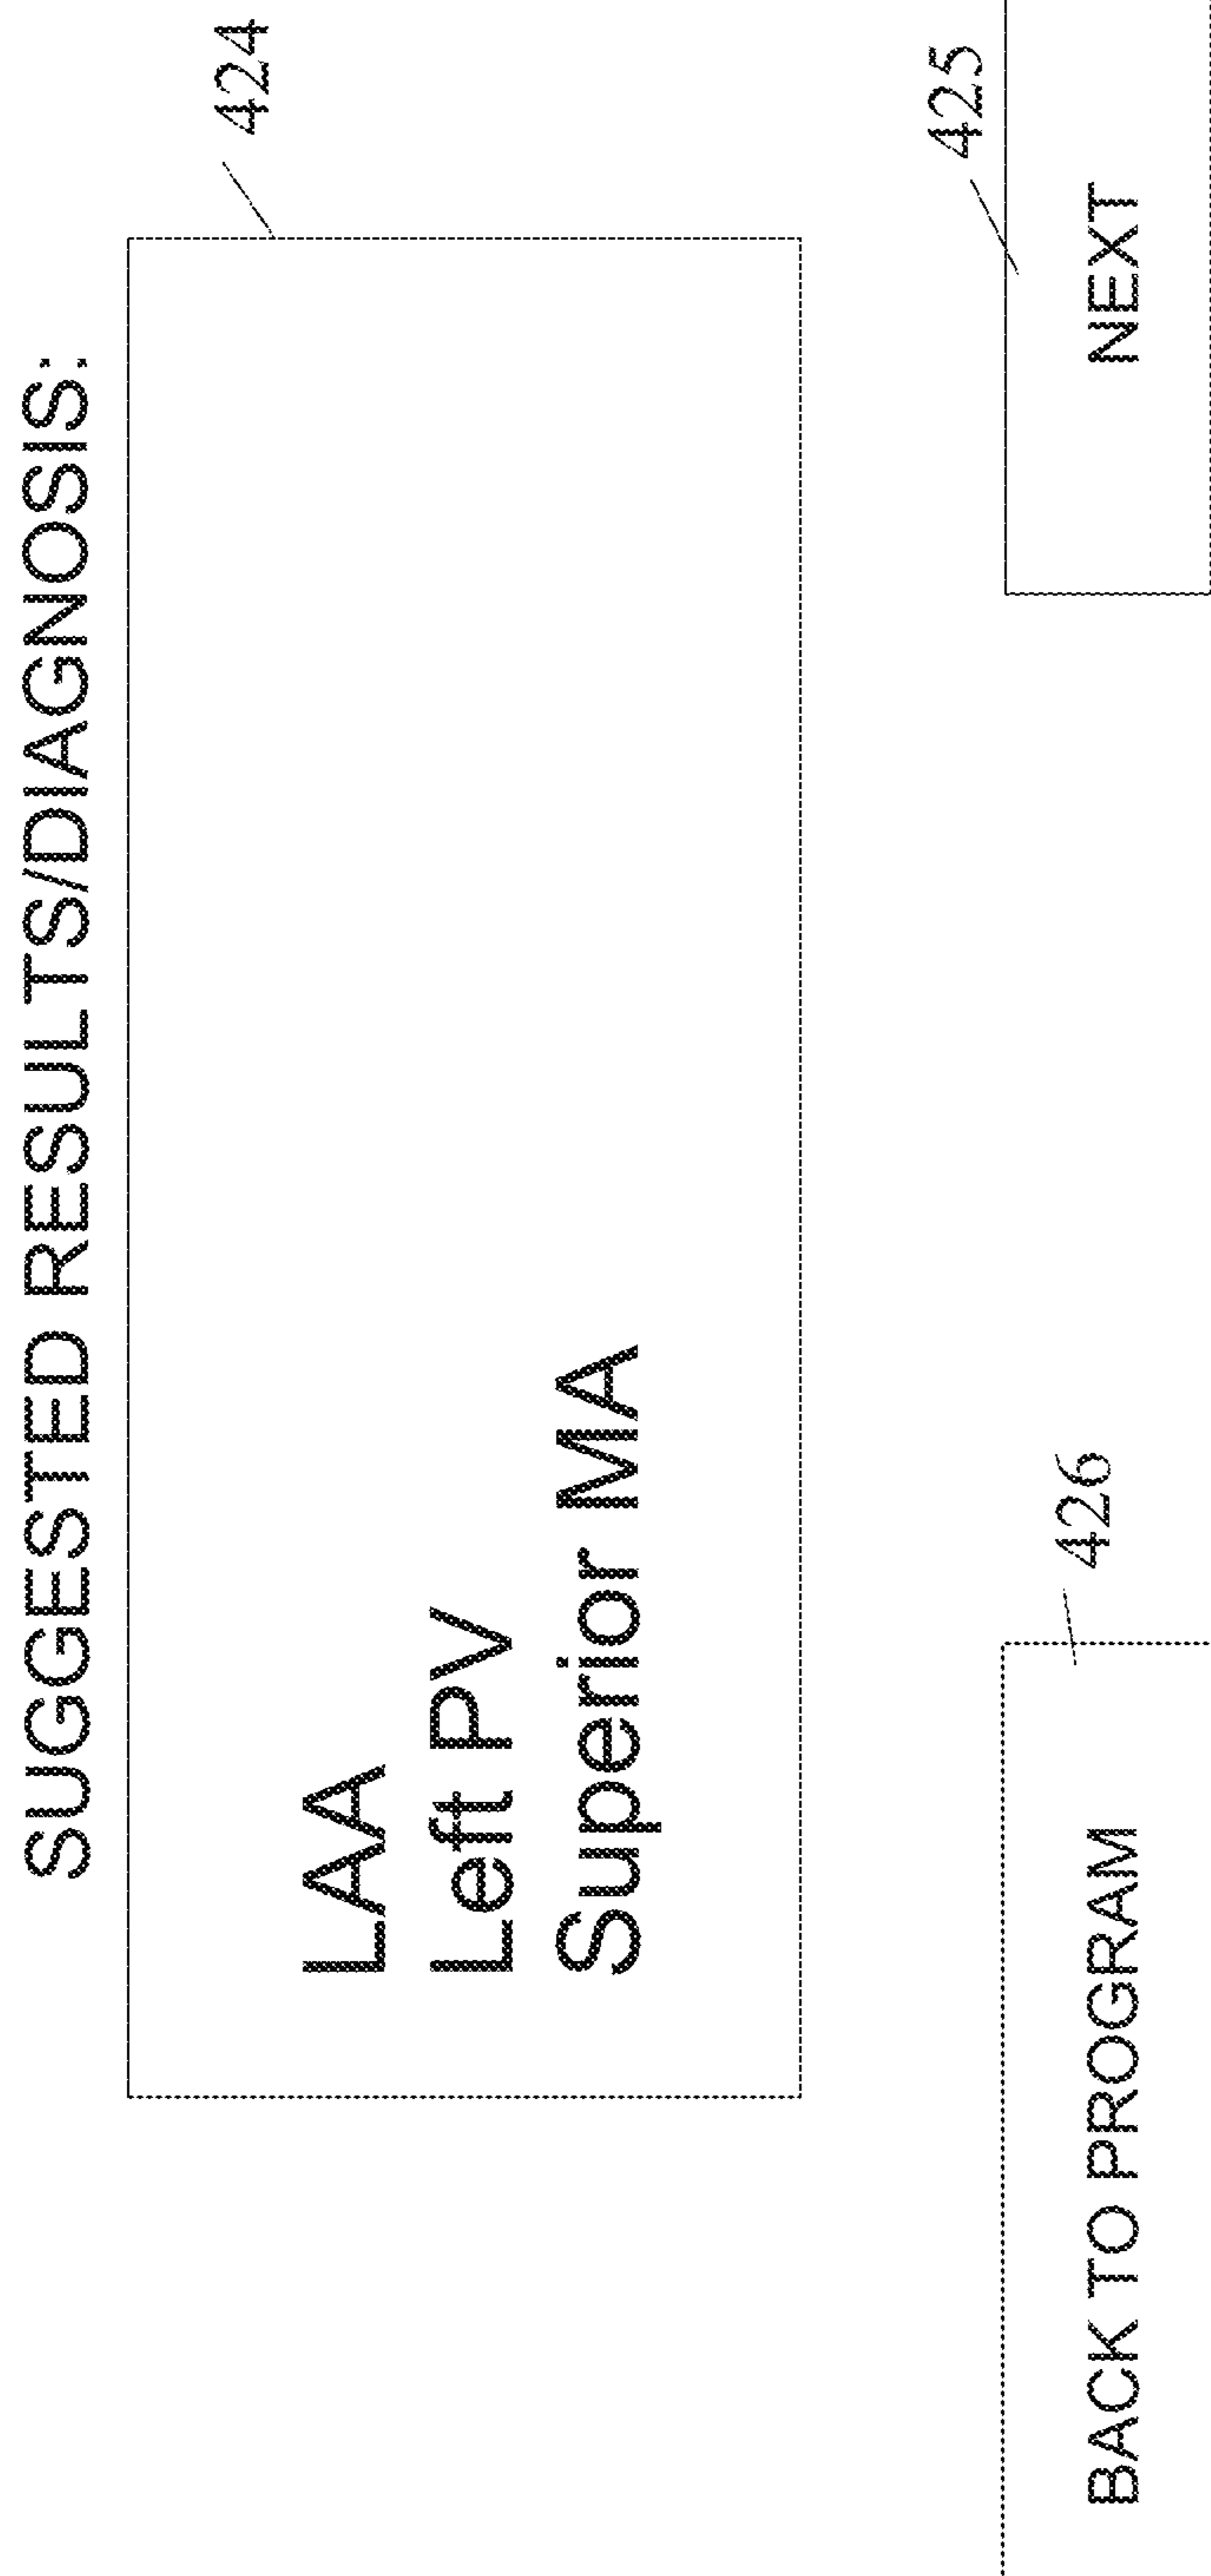 SUGGESTED RESULTS/DIAGNOSIS:
424
LAA
Left PV
Superior MA
425
426
BACK TO PROGRAM
NEXT